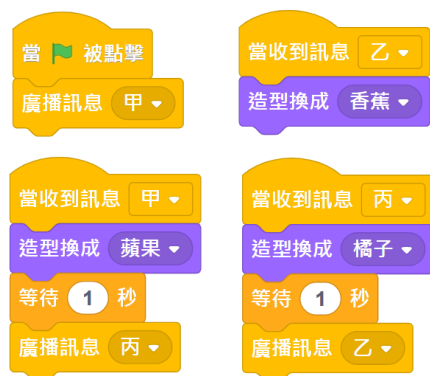 當 被點擊
廣播訊息 甲
當收到訊息 乙
造型換成 香蕉
當收到訊息 甲
造型換成 蘋果
等待 1 秒
廣播訊息 丙
當收到訊息 丙
造型換成 橘子
等待 1 秒
廣播訊息 乙